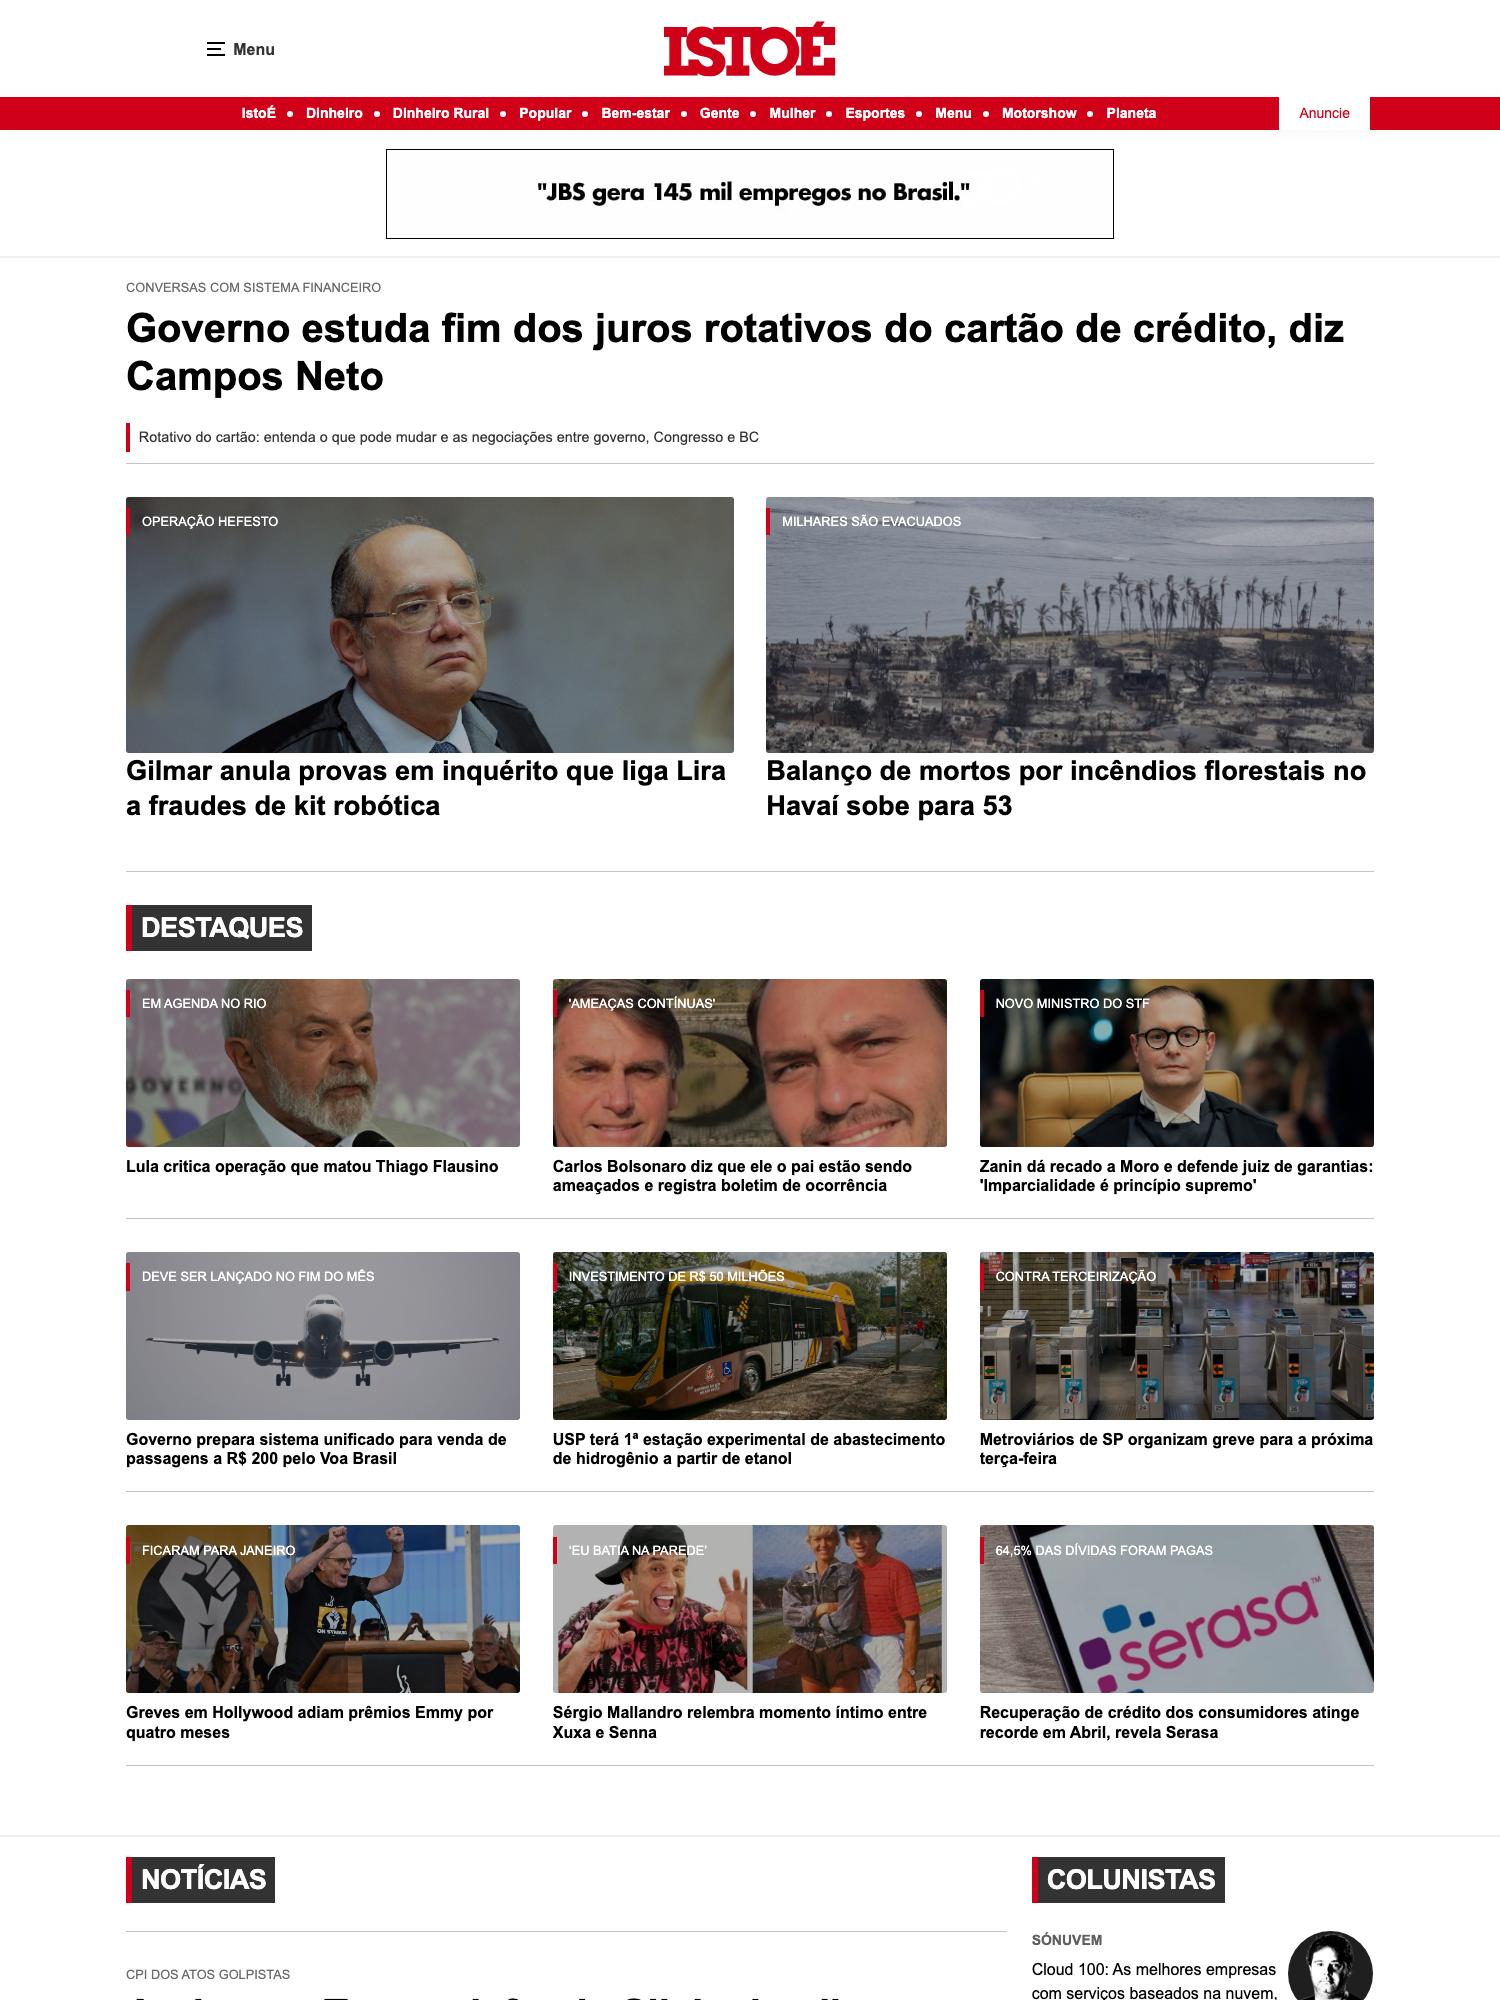 Menu
ISTOÉ
IstoÉ • Dinheiro • Dinheiro Rural • Popular • Bem-estar • Gente • Mulher • Esportes • Menu • Motorshow • Planeta
Anuncie
"JBS gera 145 mil empregos no Brasil."
CONVERSAS COM SISTEMA FINANCEIRO
Governo estuda fim dos juros rotativos do cartão de crédito, diz
Campos Neto
Rotativo do cartão: entenda o que pode mudar e as negociações entre governo, Congresso e BC
OPERAÇÃO HEFESTO
Gilmar anula provas em inquérito que liga Lira
a fraudes de kit robótica
MILHARES SÃO EVACUADOS
Balanço de mortos por incêndios florestais no
Havaí sobe para 53
DESTAQUES
EM AGENDA NO RIO
GOVERNO
Lula critica operação que matou Thiago Flausino
'AMEAÇAS CONTÍNUAS'
Carlos Bolsonaro diz que ele o pai estão sendo
ameaçados e registra boletim de ocorrência
NOVO MINISTRO DO STF
Zanin dá recado a Moro e defende juiz de garantias:
'Imparcialidade é princípio supremo'
DEVE SER LANÇADO NO FIM DO MÊS
Governo prepara sistema unificado para venda de
passagens a R$ 200 pelo Voa Brasil
INVESTIMENTO DE R$ 50 MILHÕES
h2
USP terá 1ª estação experimental de abastecimento
de hidrogênio a partir de etanol
CONTRA TERCEIRIZAÇÃO
Metroviários de SP organizam greve para a próxima
terça-feira
FICARAM PARA JANEIRO
ON STRIKE!
Greves em Hollywood adiam prêmios Emmy por
quatro meses
‘EU BATIA NA PAREDE’
Sérgio Mallandro relembra momento íntimo entre
Xuxa e Senna
64,5% DAS DÍVIDAS FORAM PAGAS
serasa™
Recuperação de crédito dos consumidores atinge
recorde em Abril, revela Serasa
NOTÍCIAS
CPI DOS ATOS GOLPISTAS
COLUNISTAS
SÓNUVEM
Cloud 100: As melhores empresas
com serviços baseados na nuvem,